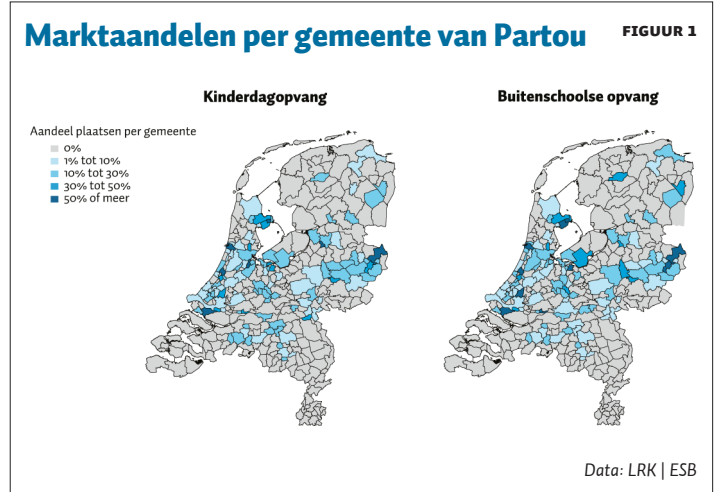 Marktaandelen per gemeente van Partou
FIGUUR 1
Kinderdagopvang
Buitenschoolse opvang
Aandeel plaatsen per gemeente
0%
1% tot 10%
10% tot 30%
30% tot 50%
50% of meer
Data: LRK | ESB